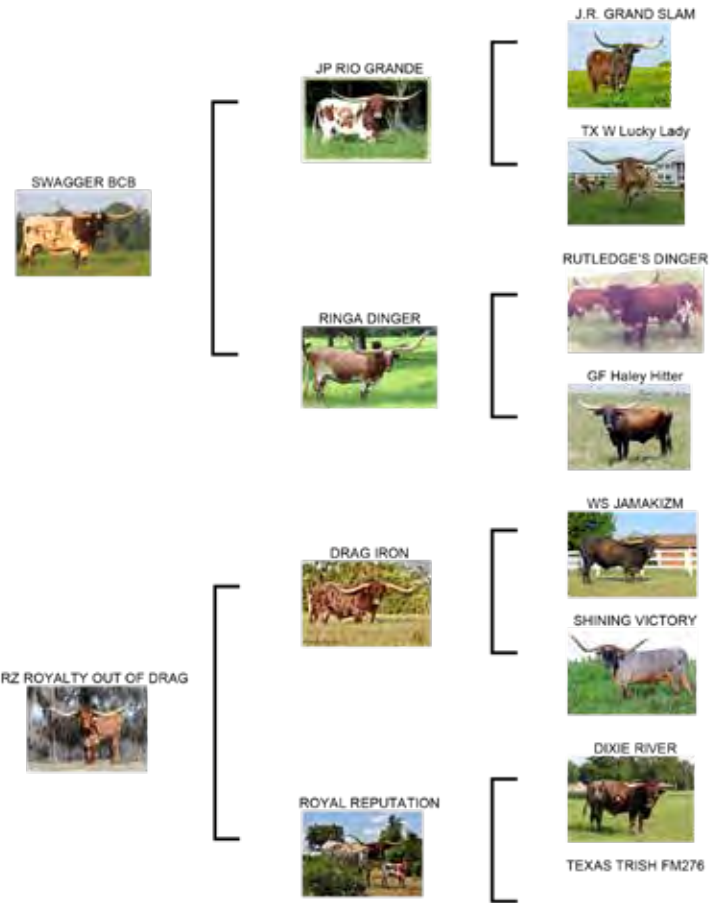 J.R. GRAND SLAM
JP RIO GRANDE
TX W Lucky Lady
SWAGGER BCB
RUTLEDGE'S DINGER
RINGA DINGER
GF Haley Hitter
WS JAMAKIZM
DRAG IRON
SHINING VICTORY
RZ ROYALTY OUT OF DRAG
DIXIE RIVER
ROYAL REPUTATION
TEXAS TRISH FM276